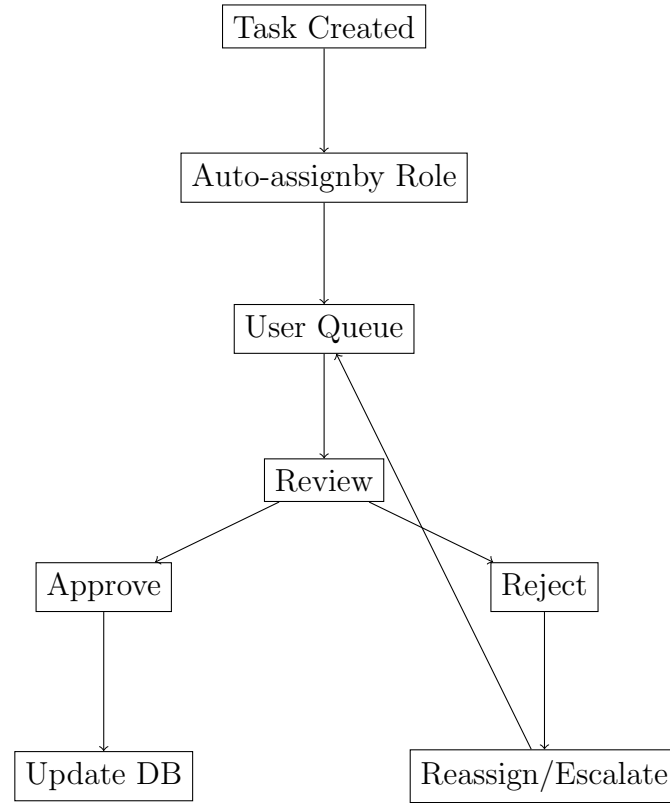 Task Created
Auto-assignby Role
User Queue
Review
Approve
Reject
Update DB
Reassign/Escalate